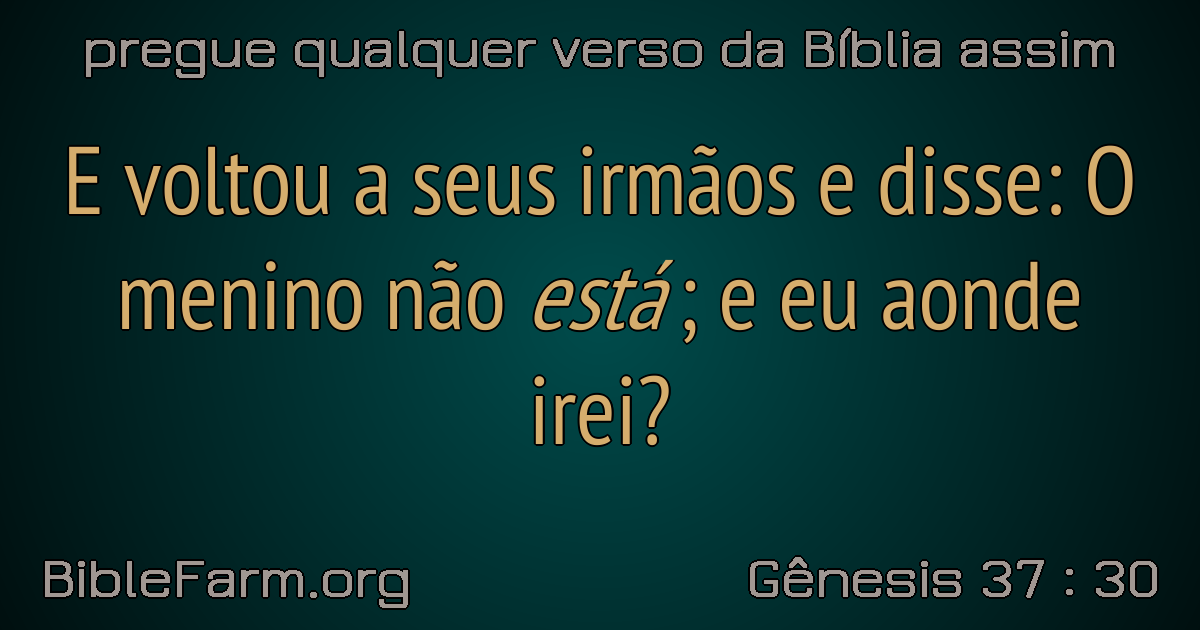 pregue qualquer verso da Bíblia assim
E voltou a seus irmãos e disse: O
menino não está; e eu aonde
irei?
BibleFarm.org
Gênesis 37 : 30